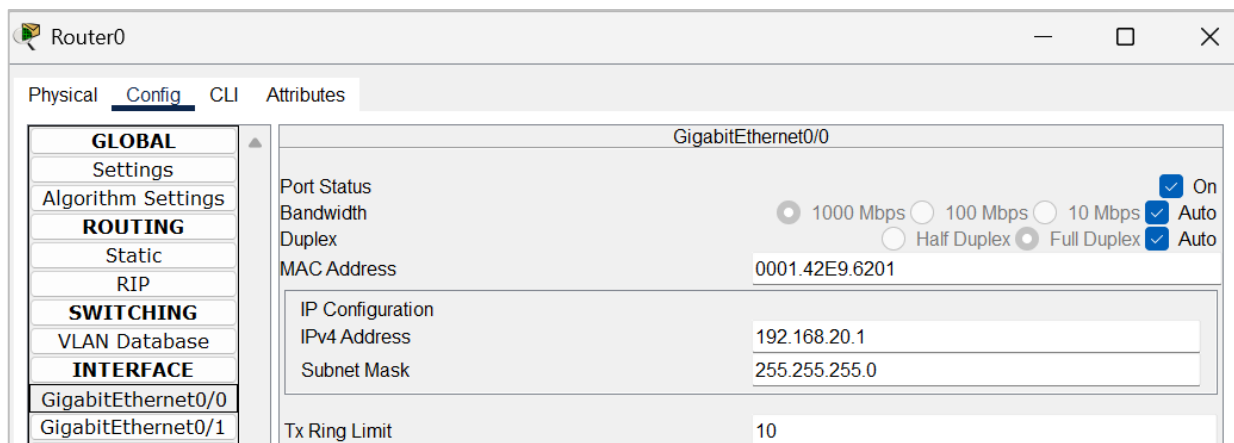 Router0
Physical Config CLI Attributes
GLOBAL
Settings
Algorithm Settings
ROUTING
Static
RIP
SWITCHING
VLAN Database
INTERFACE
GigabitEthernet0/0
GigabitEthernet0/1
GigabitEthernet0/0
Port Status On
Bandwidth 1000 Mbps 100 Mbps 10 Mbps Auto
Duplex Half Duplex Full Duplex Auto
MAC Address 0001.42E9.6201
IP Configuration
IPv4 Address 192.168.20.1
Subnet Mask 255.255.255.0
Tx Ring Limit 10